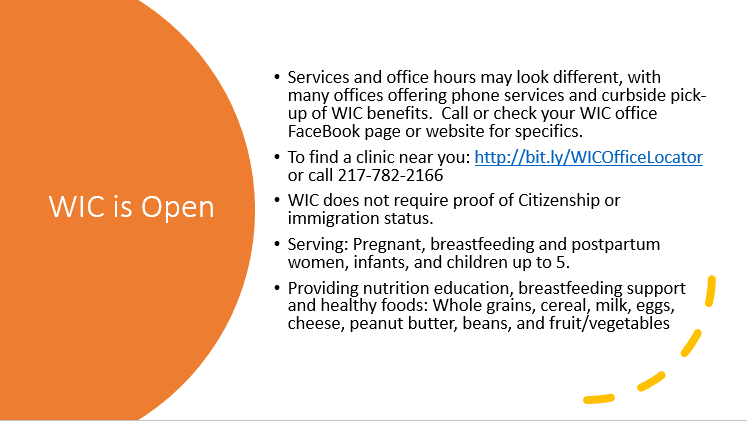 WIC is Open
• Services and office hours may look different, with
many offices offering phone services and curbside pick-
up of WIC benefits.  Call or check your WIC office
FaceBook page or website for specifics.
• To find a clinic near you: http://bit.ly/WICOfficeLocator
or call 217-782-2166
• WIC does not require proof of Citizenship or
immigration status.
• Serving: Pregnant, breastfeeding and postpartum
women, infants, and children up to 5.
• Providing nutrition education, breastfeeding support
and healthy foods: Whole grains, cereal, milk, eggs,
cheese, peanut butter, beans, and fruit/vegetables